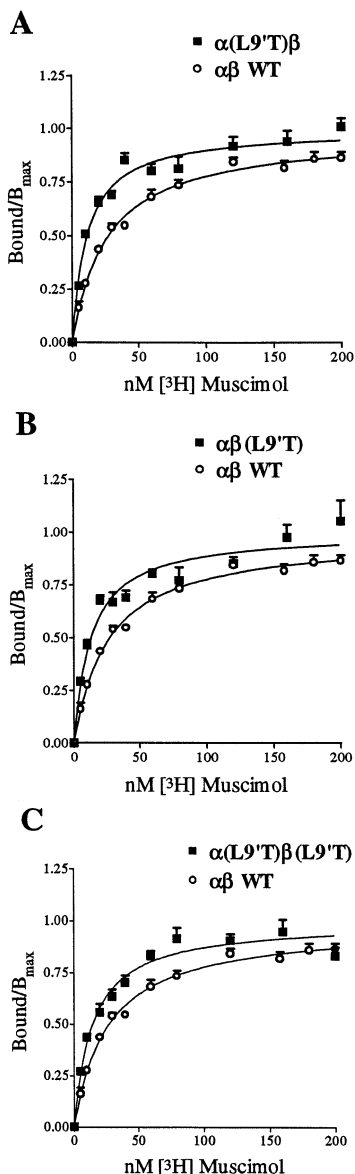 A
α(L9'T)β
αβ WT
1.25
1.00
0.75
0.50
0.25
0.00
Bound/Bmax
0 50 100 150 200
nM [³H] Muscimol
B
αβ(L9'T)
αβ WT
1.25
1.00
0.75
0.50
0.25
0.00
Bound/Bmax
0 50 100 150 200
nM [³H] Muscimol
C
α(L9'T)β(L9'T)
αβ WT
1.25
1.00
0.75
0.50
0.25
0.00
Bound/Bmax
0 50 100 150 200
nM [³H] Muscimol